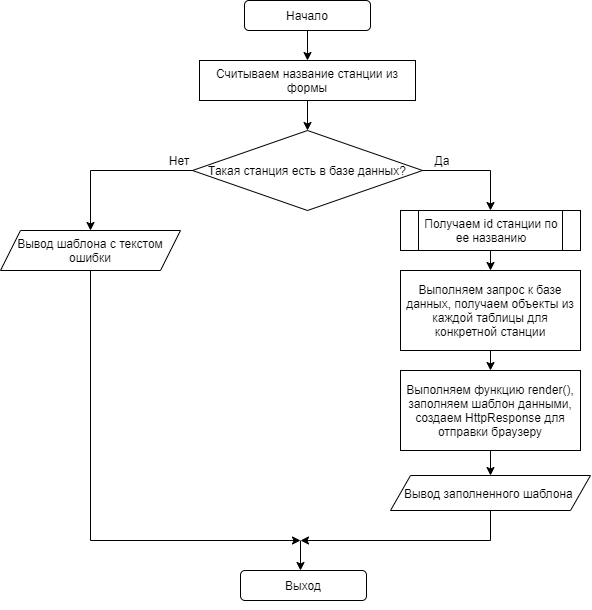 Начало
Считываем название станции из
формы
Нет
Такая станция есть в базе данных?
Да
Получаем id станции по
ее названию
Вывод шаблона с текстом
ошибки
Выполняем запрос к базе
данных, получаем объекты из
каждой таблицы для
конкретной станции
Выполняем функцию render(),
заполняем шаблон данными,
создаем HttpResponse для
отправки браузеру
Вывод заполненного шаблона
Выход